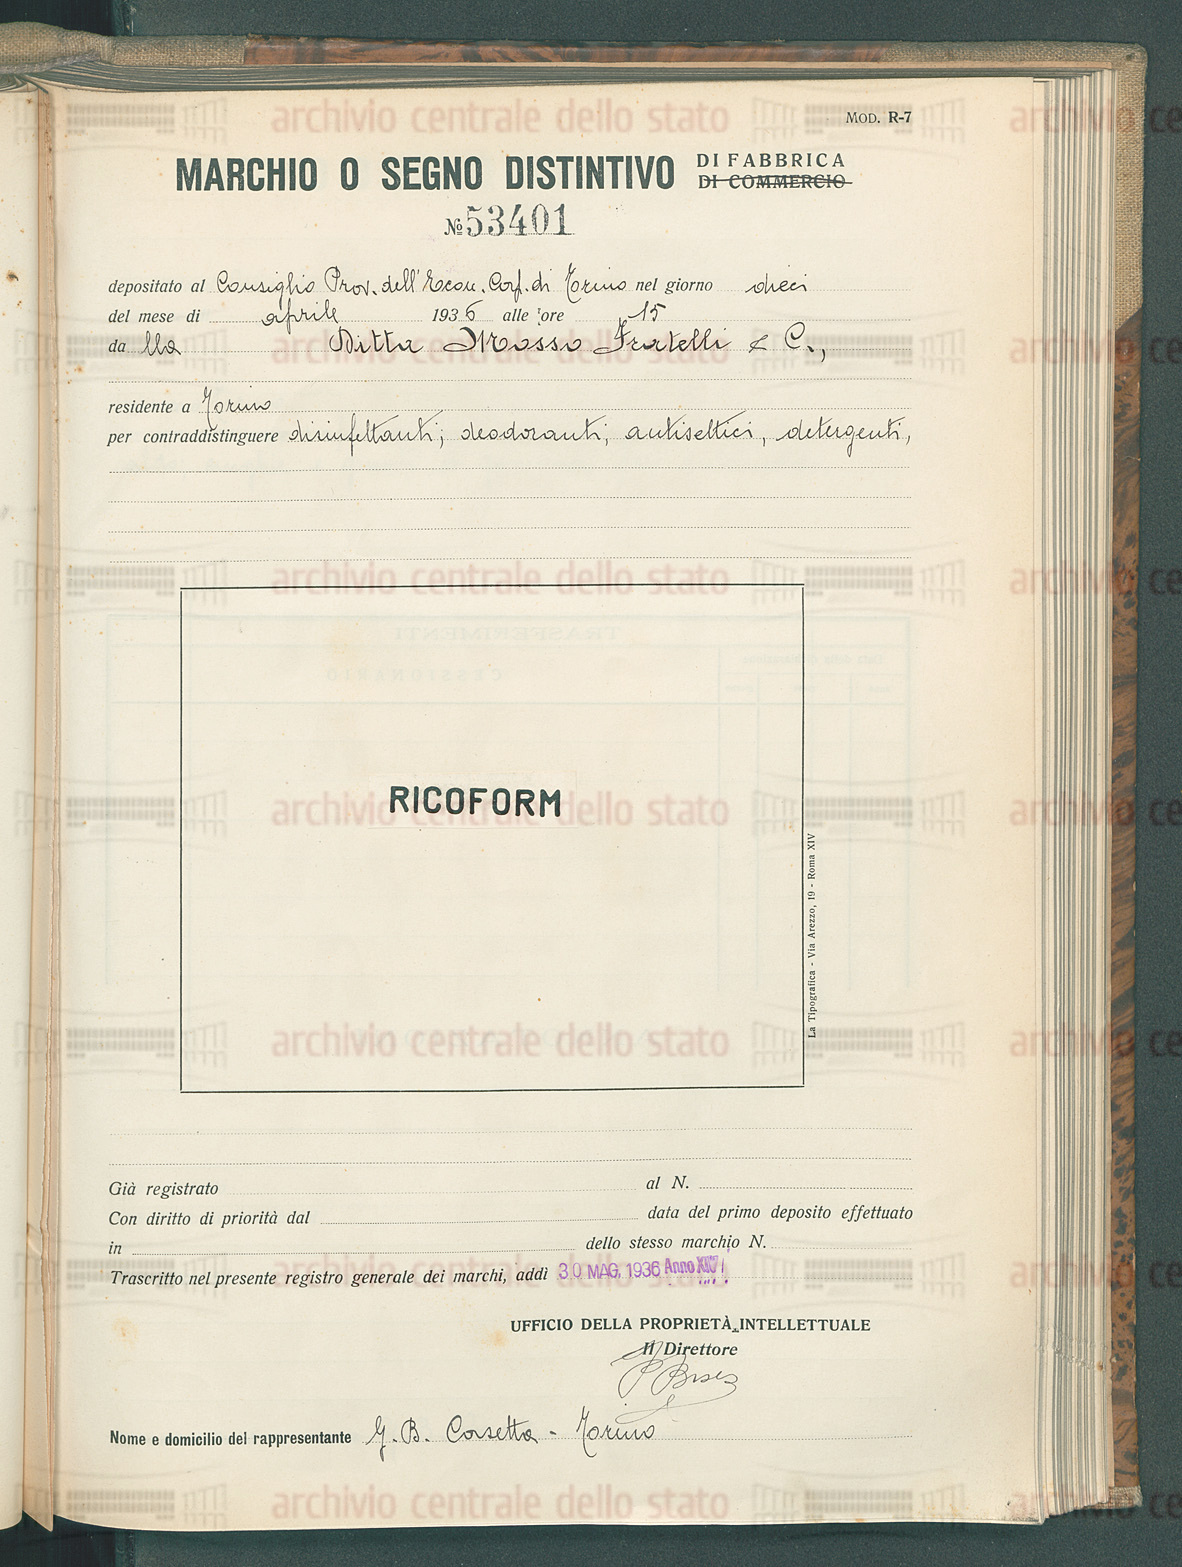 MOD. R-7
MARCHIO O SEGNO DISTINTIVO DI FABBRICA
DI COMMERCIO
№ 53401
depositato al Consiglio Prov. dell'Econ. Corp. di Torino nel giorno dieci
del mese di aprile 1936 alle ore 15
da lla Ditta Mosso Fratelli & C.,
residente a Torino
per contraddistinguere disinfettanti; deodoranti; antisettici, detergenti,
RICOFORM
La Tipografica - Via Arezzo, 19 - Roma XIV
Già registrato al N.
Con diritto di priorità dal data del primo deposito effettuato
in dello stesso marchio N.
Trascritto nel presente registro generale dei marchi, addì 30 MAG. 1936 Anno
UFFICIO DELLA PROPRIETÀ INTELLETTUALE
Il Direttore
Nome e domicilio del rappresentante G. B. Corsetta - Torino
archivio centrale dello stato